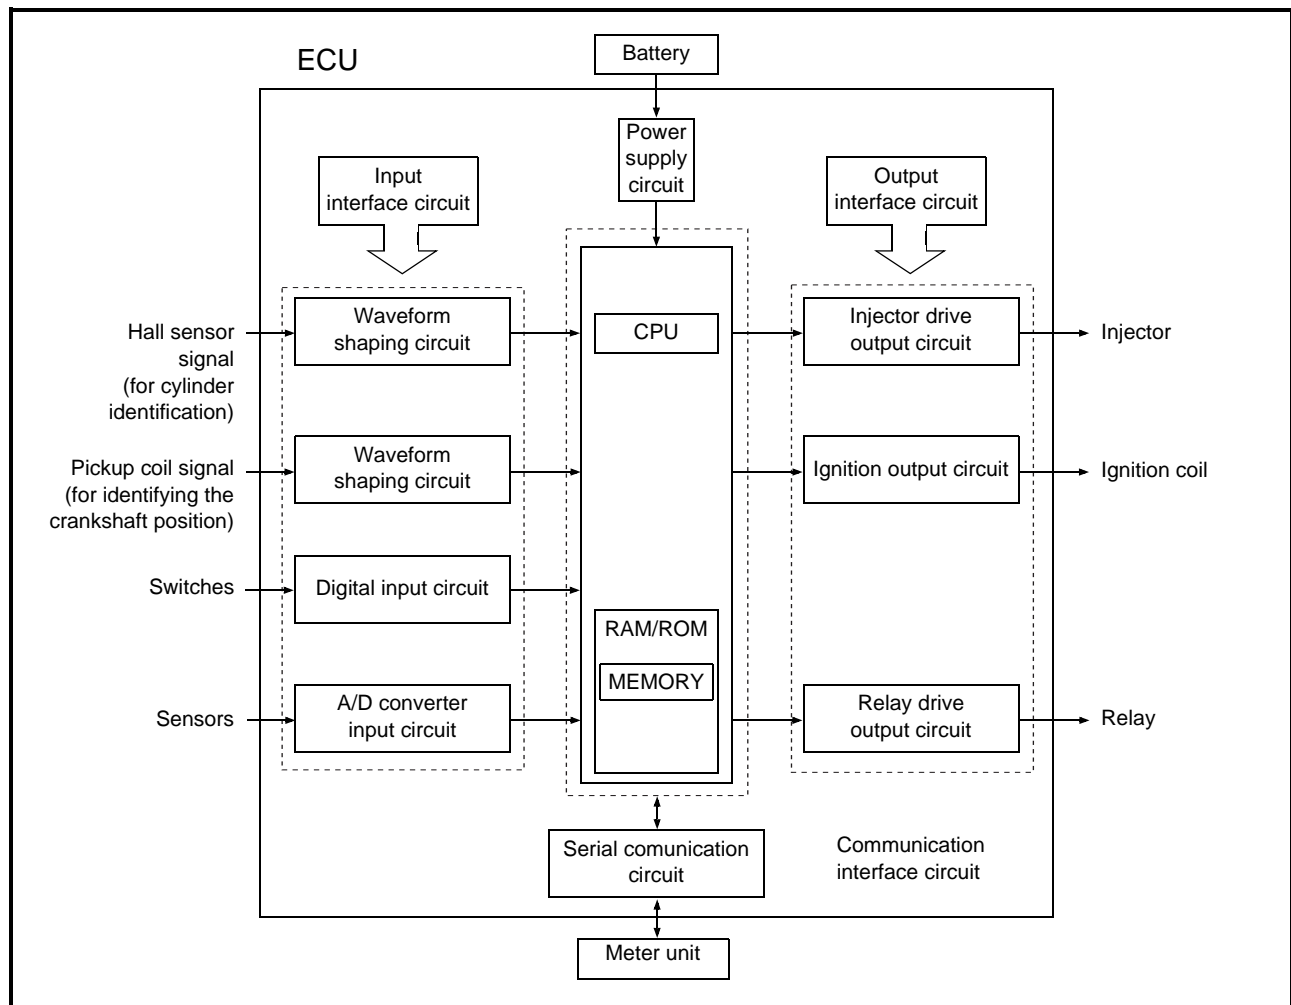 ECU
Battery
Power
supply
circuit
Input
interface circuit
Output
interface circuit
Hall sensor
signal
(for cylinder
identification)
Waveform
shaping circuit
CPU
Injector drive
output circuit
Injector
Pickup coil signal
(for identifying the
crankshaft position)
Waveform
shaping circuit
Ignition output circuit
Ignition coil
Switches
Digital input circuit
RAM/ROM
MEMORY
Sensors
A/D converter
input circuit
Relay drive
output circuit
Relay
Serial comunication
circuit
Communication
interface circuit
Meter unit